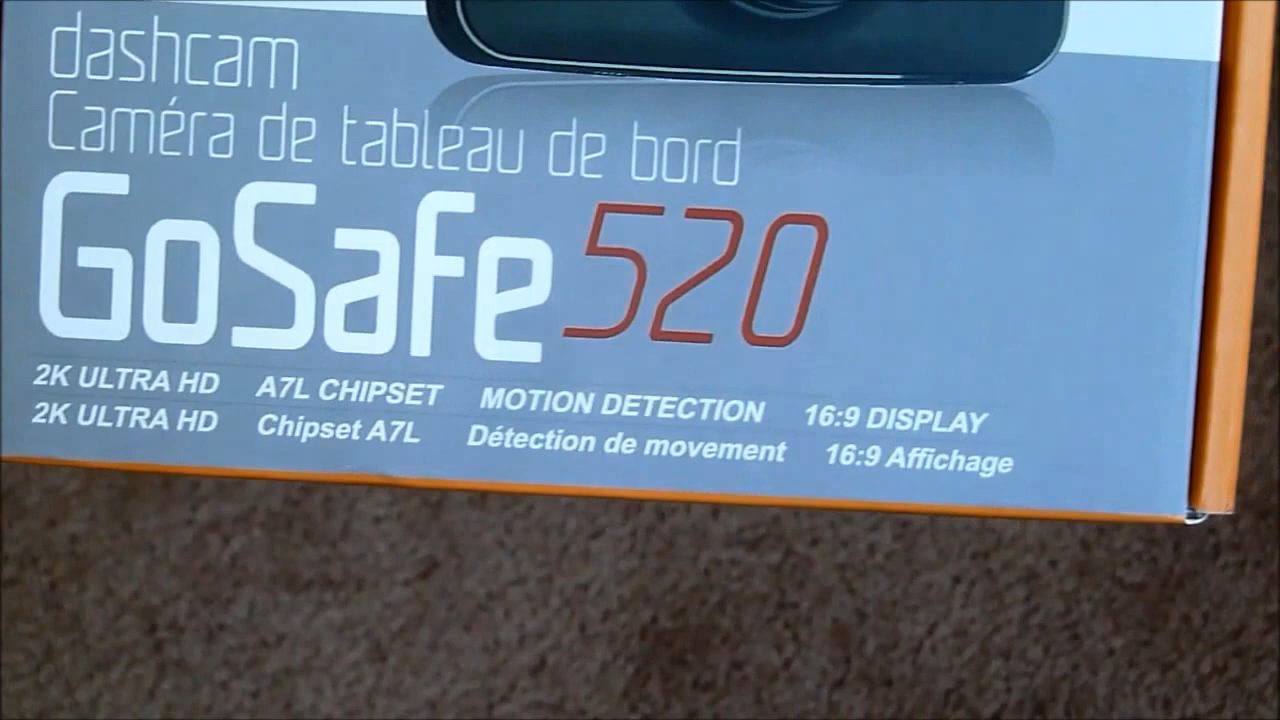 dashcam
Caméra de tableau de bord
GoSafe 520
2K ULTRA HD A7L CHIPSET MOTION DETECTION 16:9 DISPLAY
2K ULTRA HD Chipset A7L Détection de movement 16:9 Affichage